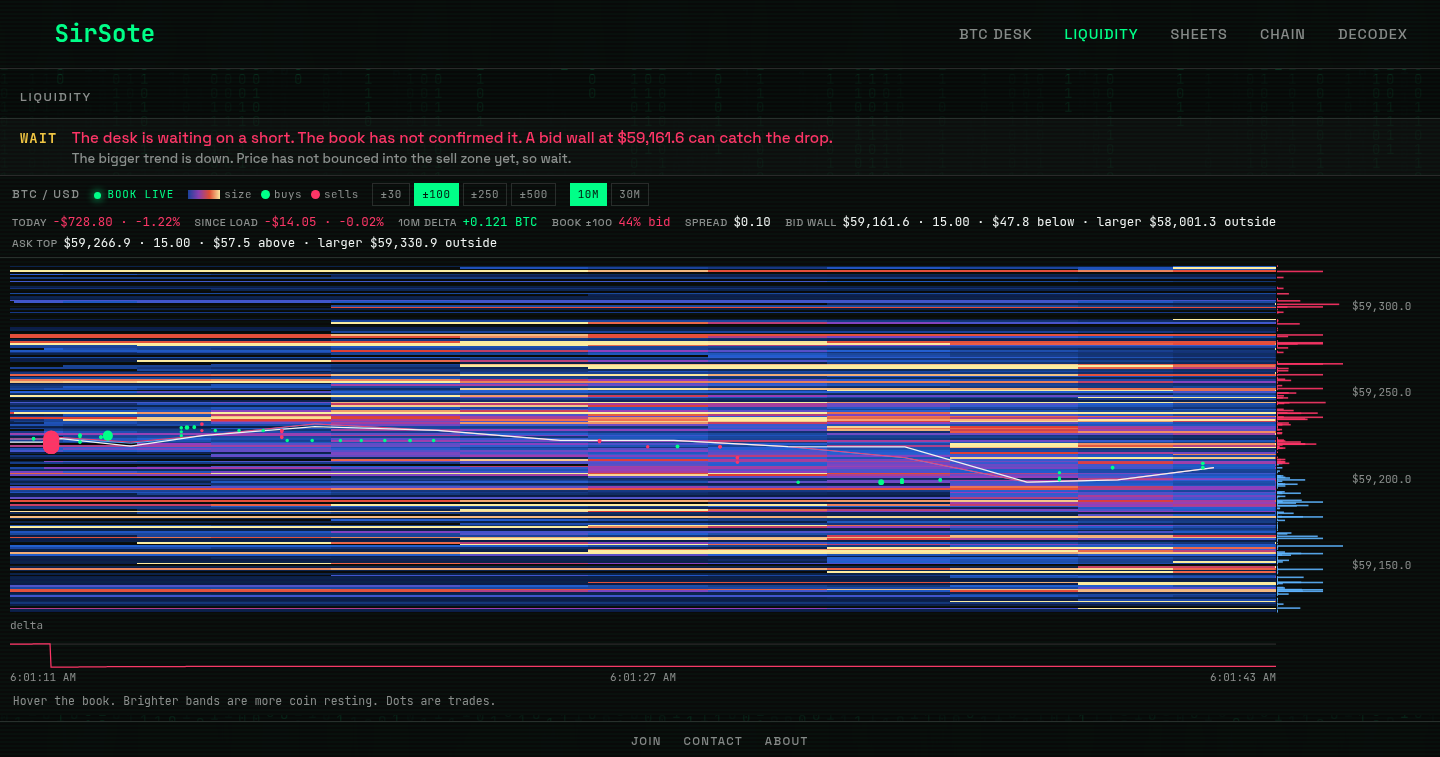 SirSote
BTC DESK LIQUIDITY SHEETS CHAIN DECODEX
LIQUIDITY
WAIT The desk is waiting on a short. The book has not confirmed it. A bid wall at $59,161.6 can catch the drop.
The bigger trend is down. Price has not bounced into the sell zone yet, so wait.
BTC / USD BOOK LIVE size buys sells ±30 ±100 ±250 ±500 10M 30M
TODAY -$728.80 · -1.22% SINCE LOAD -$14.05 · -0.02% 10M DELTA +0.121 BTC BOOK ±100 44% bid SPREAD $0.10 BID WALL $59,161.6 · 15.00 · $47.8 below · larger $58,001.3 outside
ASK TOP $59,266.9 · 15.00 · $57.5 above · larger $59,330.9 outside
$59,300.0
$59,250.0
$59,200.0
$59,150.0
delta
6:01:11 AM 6:01:27 AM 6:01:43 AM
Hover the book. Brighter bands are more coin resting. Dots are trades.
JOIN CONTACT ABOUT